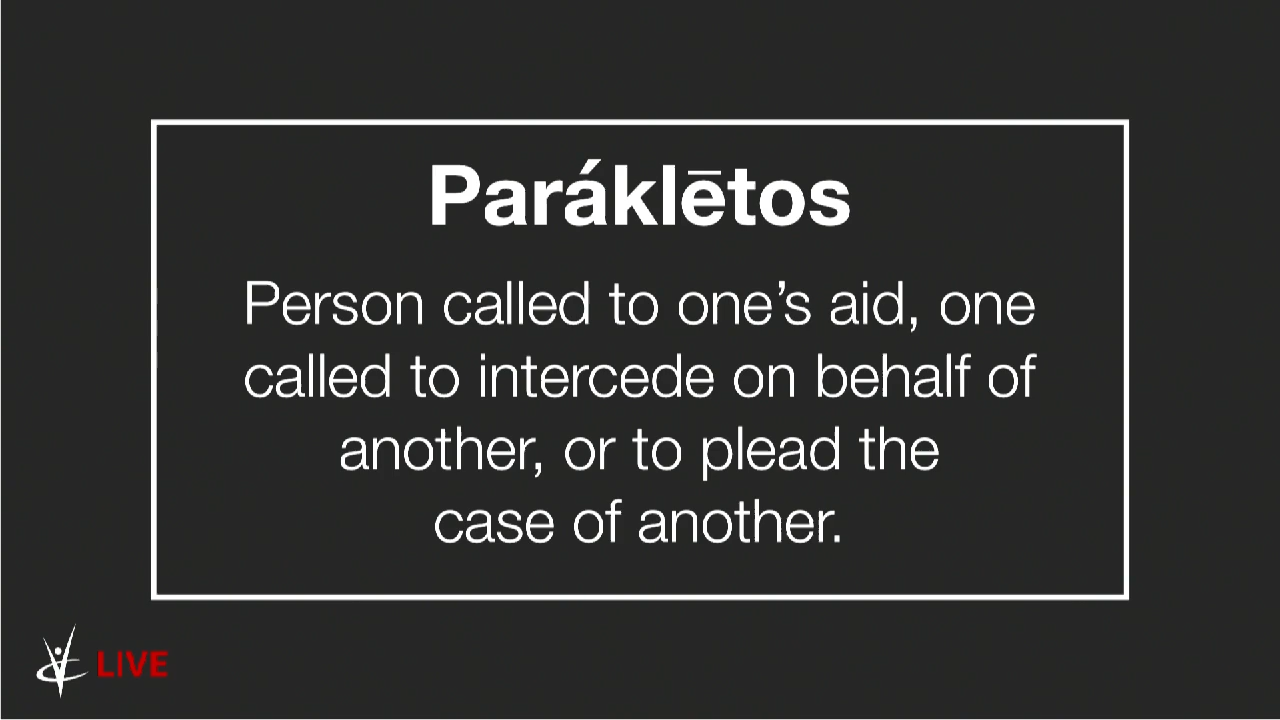 Paráklētos
Person called to one’s aid, one
called to intercede on behalf of
another, or to plead the
case of another.
LIVE